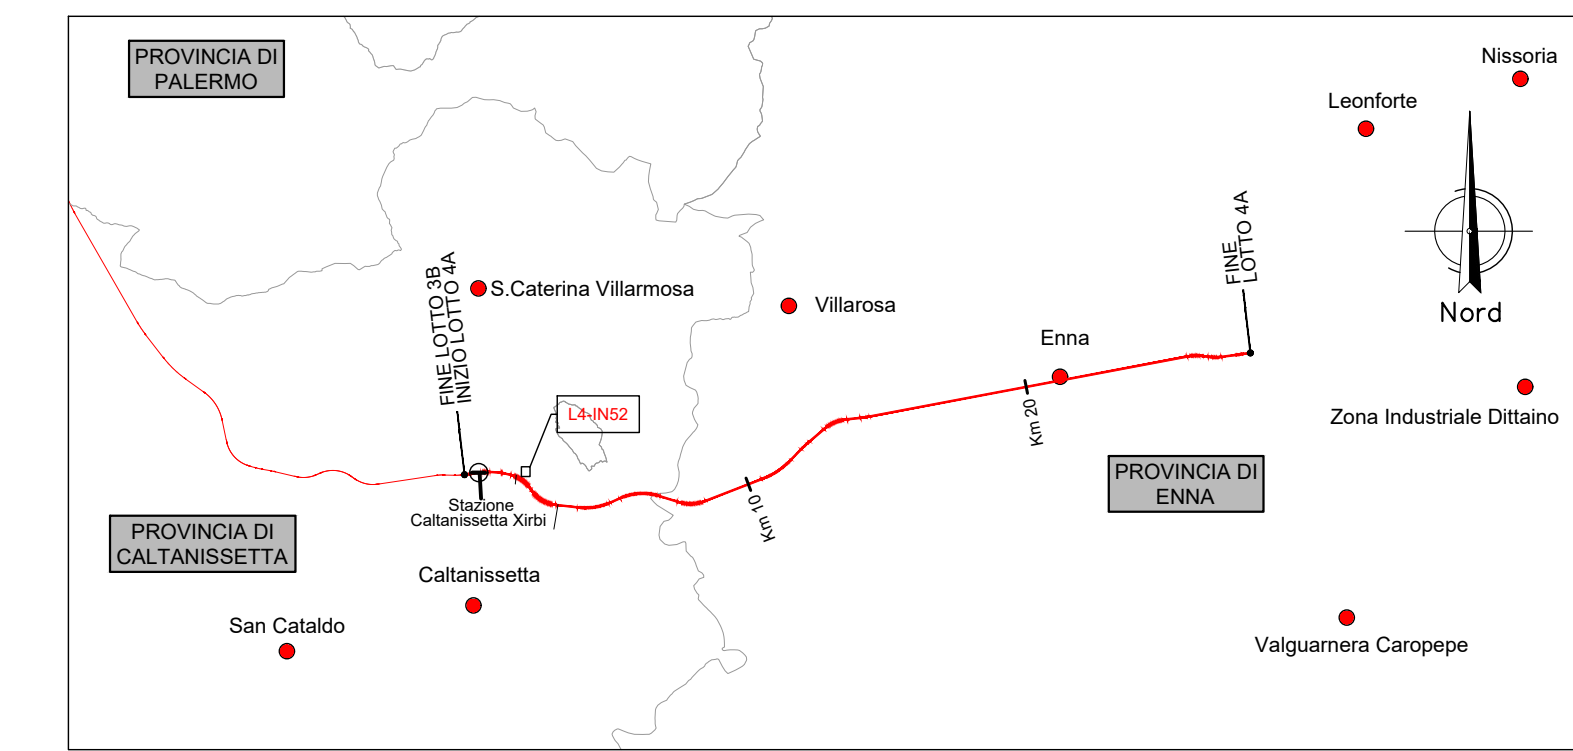 PROVINCIA DI
PALERMO
Nissoria
Leonforte
Nord
FINE
LOTTO 4A
FINE LOTTO 3B
INIZIO LOTTO 4A
S.Caterina Villarmosa
Villarosa
Enna
Km 20
Zona Industriale Dittaino
L4-IN52
PROVINCIA DI
ENNA
Stazione
Caltanissetta Xirbi
Km 10
PROVINCIA DI
CALTANISSETTA
Caltanissetta
San Cataldo
Valguarnera Caropepe